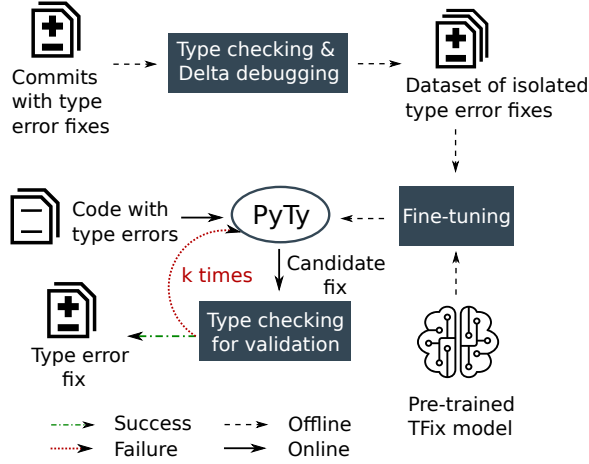 Commits
with type
error fixes
Type checking &
Delta debugging
Dataset of isolated
type error fixes
Code with
type errors
PyTy
Fine-tuning
k times
Candidate
fix
Type checking
for validation
Type error
fix
Pre-trained
TFix model
Success
Offline
Failure
Online